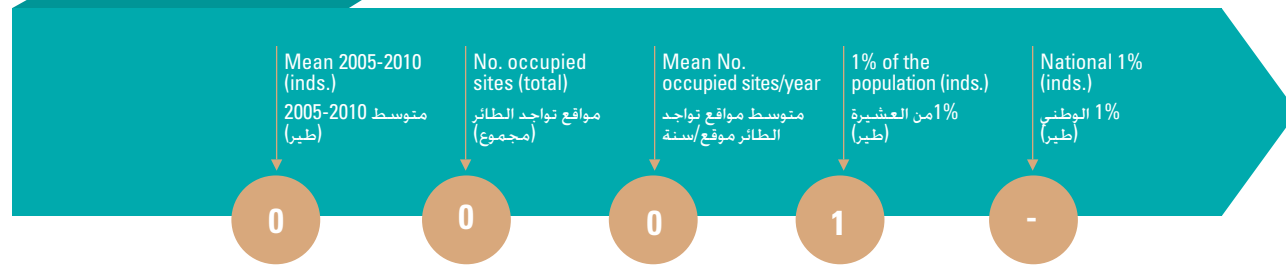 Mean 2005-2010
(inds.)
متوسط 2005-2010
(طير)
No. occupied
sites (total)
مواقع تواجد الطائر
(مجموع)
Mean No.
occupied sites/year
متوسط مواقع تواجد
الطائر موقع/سنة
1% of the
population (inds.)
1%من العشيرة
(طير)
National 1%
(inds.)
1% الوطني
(طير)
0
0
0
1
-